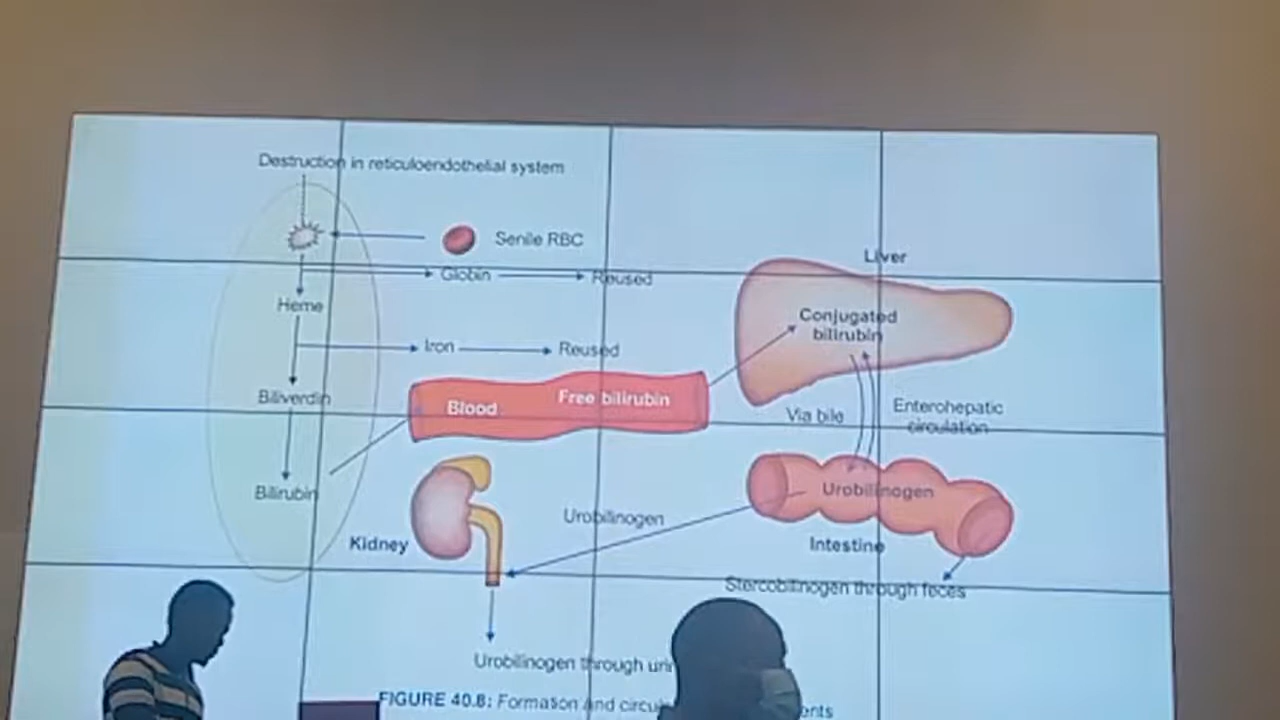 Destruction in reticuloendothelial system
Senile RBC
Globin
Reused
Heme
Iron
Reused
Biliverdin
Bilirubin
Blood
Free bilirubin
Liver
Conjugated
bilirubin
Via bile
Enterohepatic
circulation
Urobilinogen
Intestine
Kidney
Urobilinogen
Stercobilinogen through feces
Urobilinogen through
FIGURE 40.8: Formation and